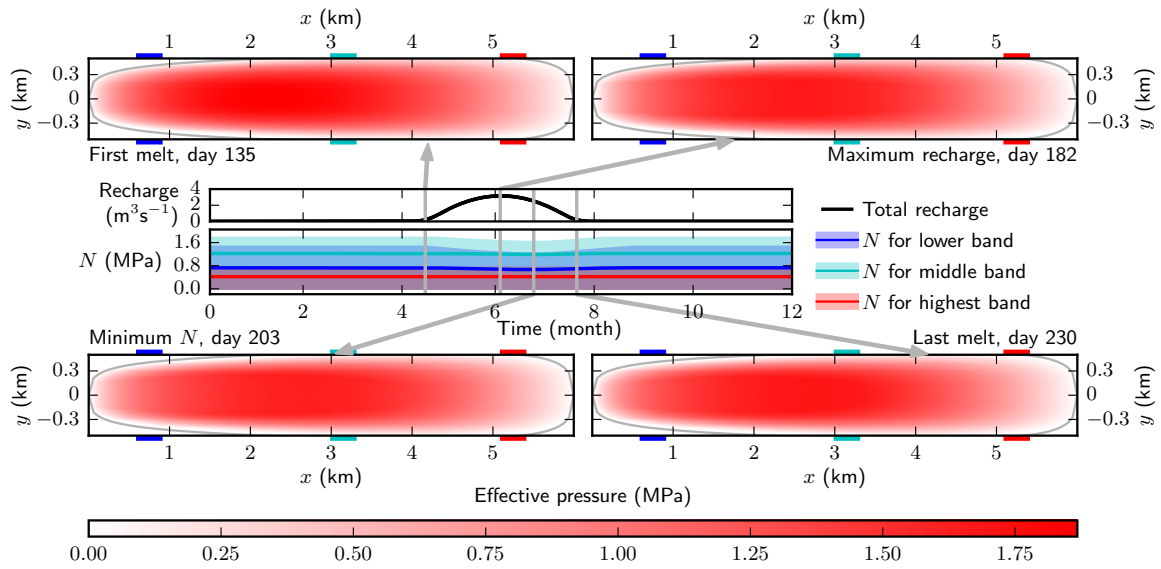 x (km)
1 2 3 4 5
y (km)
0.3
0
−0.3
0.3
0
−0.3
y (km)
First melt, day 135
Maximum recharge, day 182
Recharge
(m³s⁻¹)
4
2
0
N (MPa)
1.6
0.8
0.0
0 2 4 6 8 10 12
Time (month)
Total recharge
N for lower band
N for middle band
N for highest band
Minimum N, day 203
Last melt, day 230
y (km)
0.3
0
−0.3
0.3
0
−0.3
y (km)
1 2 3 4 5
1 2 3 4 5
x (km)
x (km)
1 2 3 4 5
x (km)
Effective pressure (MPa)
0.00 0.25 0.50 0.75 1.00 1.25 1.50 1.75